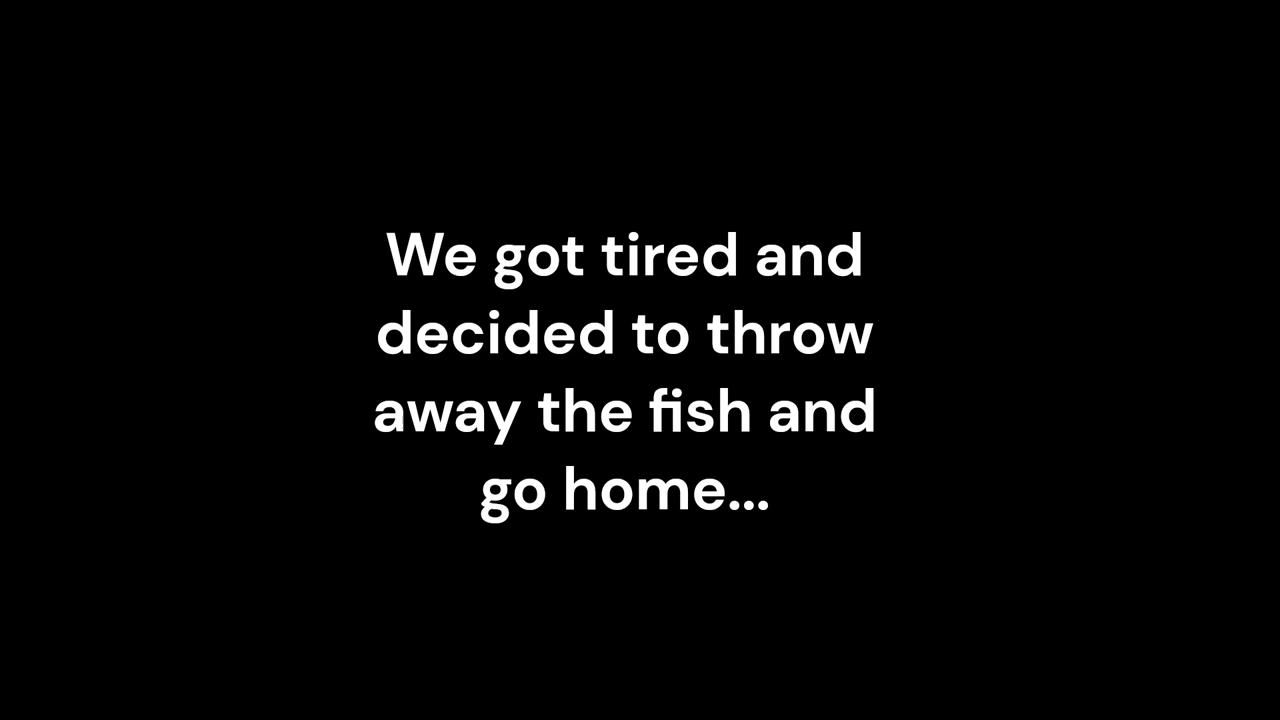 We got tired and
decided to throw
away the fish and
go home...